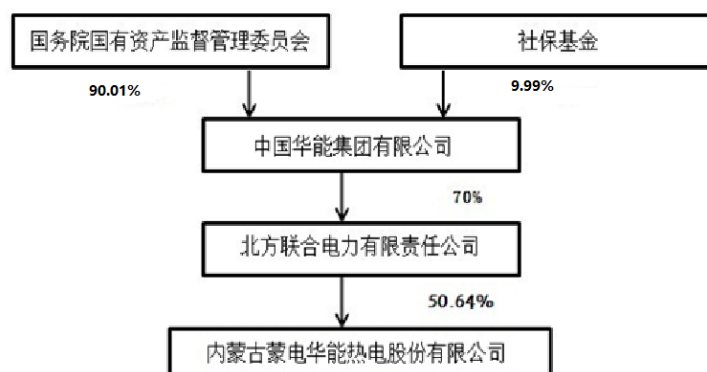 国务院国有资产监督管理委员会
社保基金
90.01%
9.99%
中国华能集团有限公司
70%
北方联合电力有限责任公司
50.64%
内蒙古蒙电华能热电股份有限公司